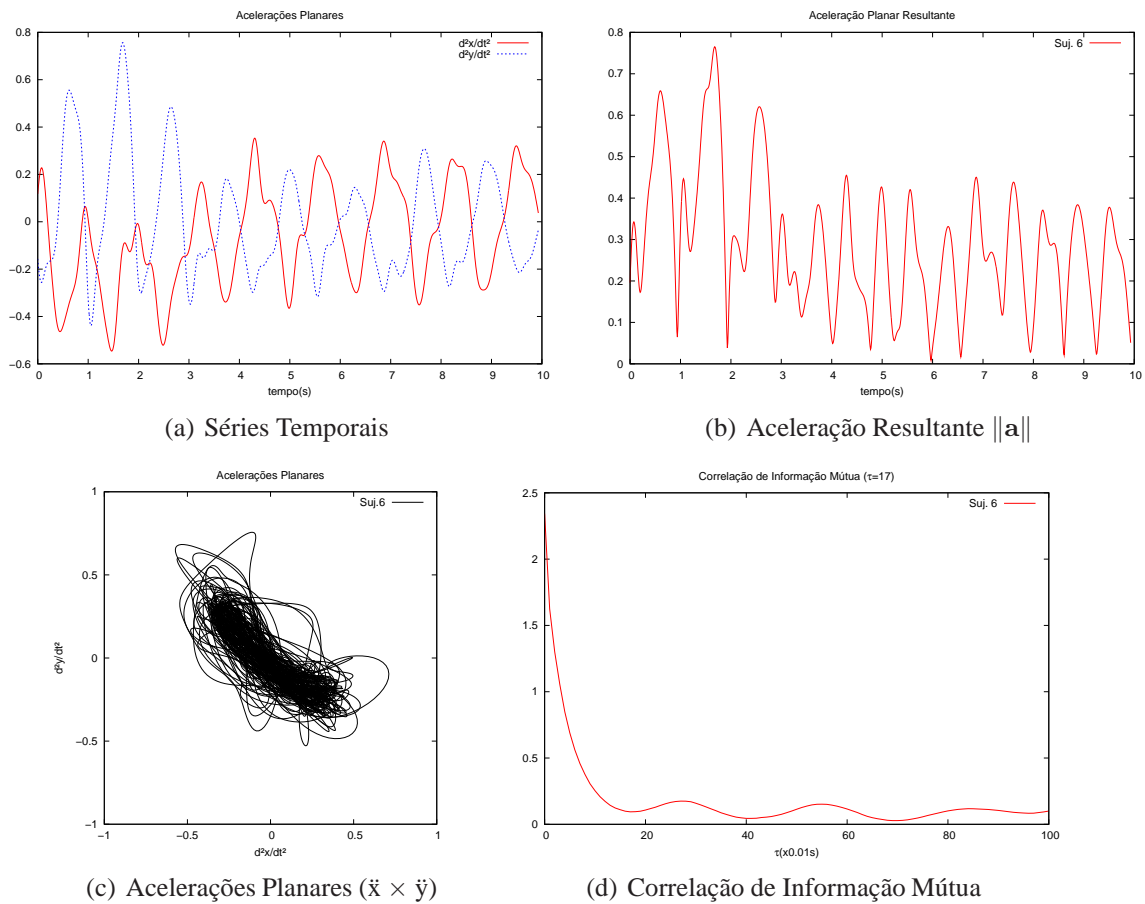 Acelerações Planares
d²x/dt²
d²y/dt²
0.8
0.6
0.4
0.2
0
−0.2
−0.4
−0.6
0 1 2 3 4 5 6 7 8 9 10
tempo(s)
(a) Séries Temporais
Aceleração Planar Resultante
Suj. 6
0.8
0.7
0.6
0.5
0.4
0.3
0.2
0.1
0
0 1 2 3 4 5 6 7 8 9 10
tempo(s)
(b) Aceleração Resultante ‖a‖
Acelerações Planares
Suj.6
d²y/dt²
1
0.5
0
−0.5
−1
−1 −0.5 0 0.5 1
d²x/dt²
(c) Acelerações Planares (ẍ × ÿ)
Correlação de Informação Mútua (τ=17)
Suj. 6
2.5
2
1.5
1
0.5
0
0 20 40 60 80 100
τ(x0.01s)
(d) Correlação de Informação Mútua